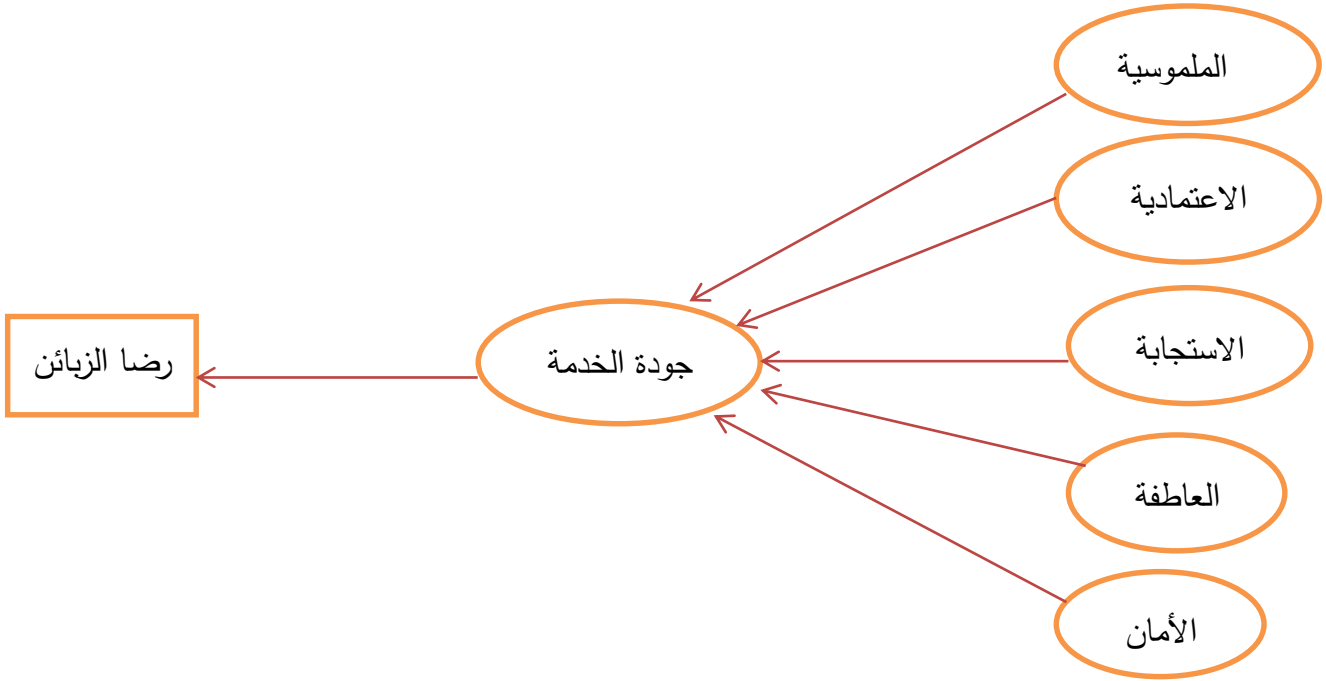 الملموسية
الاعتمادية
الاستجابة
العاطفة
الأمان
جودة الخدمة
رضا الزبائن